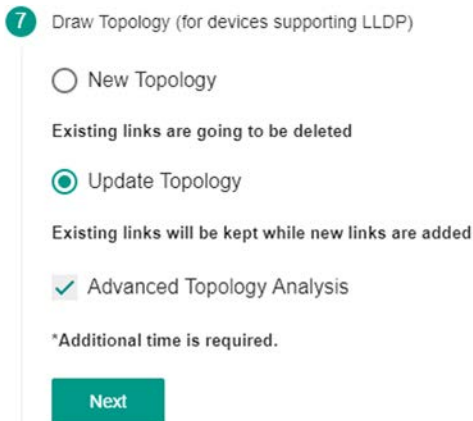 7 Draw Topology (for devices supporting LLDP)
New Topology
Existing links are going to be deleted
Update Topology
Existing links will be kept while new links are added
Advanced Topology Analysis
*Additional time is required.
Next